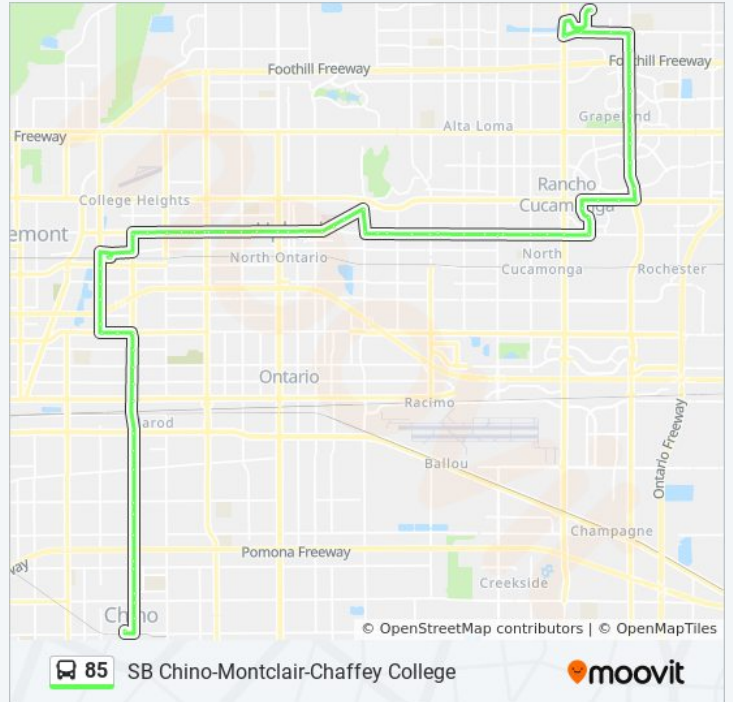 Foothill Freeway
Foothill Freeway
Alta Loma
Grapeland
Freeway
College Heights
Rancho
Cucamonga
emont
North Ontario
North
Cucamonga
Rochester
Ontario
Racimo
arod
Ballou
Ontario Freeway
Champagne
Pomona Freeway
way
Creekside
Chino
© OpenStreetMap contributors | © OpenMapTiles
85 SB Chino-Montclair-Chaffey College
moovit